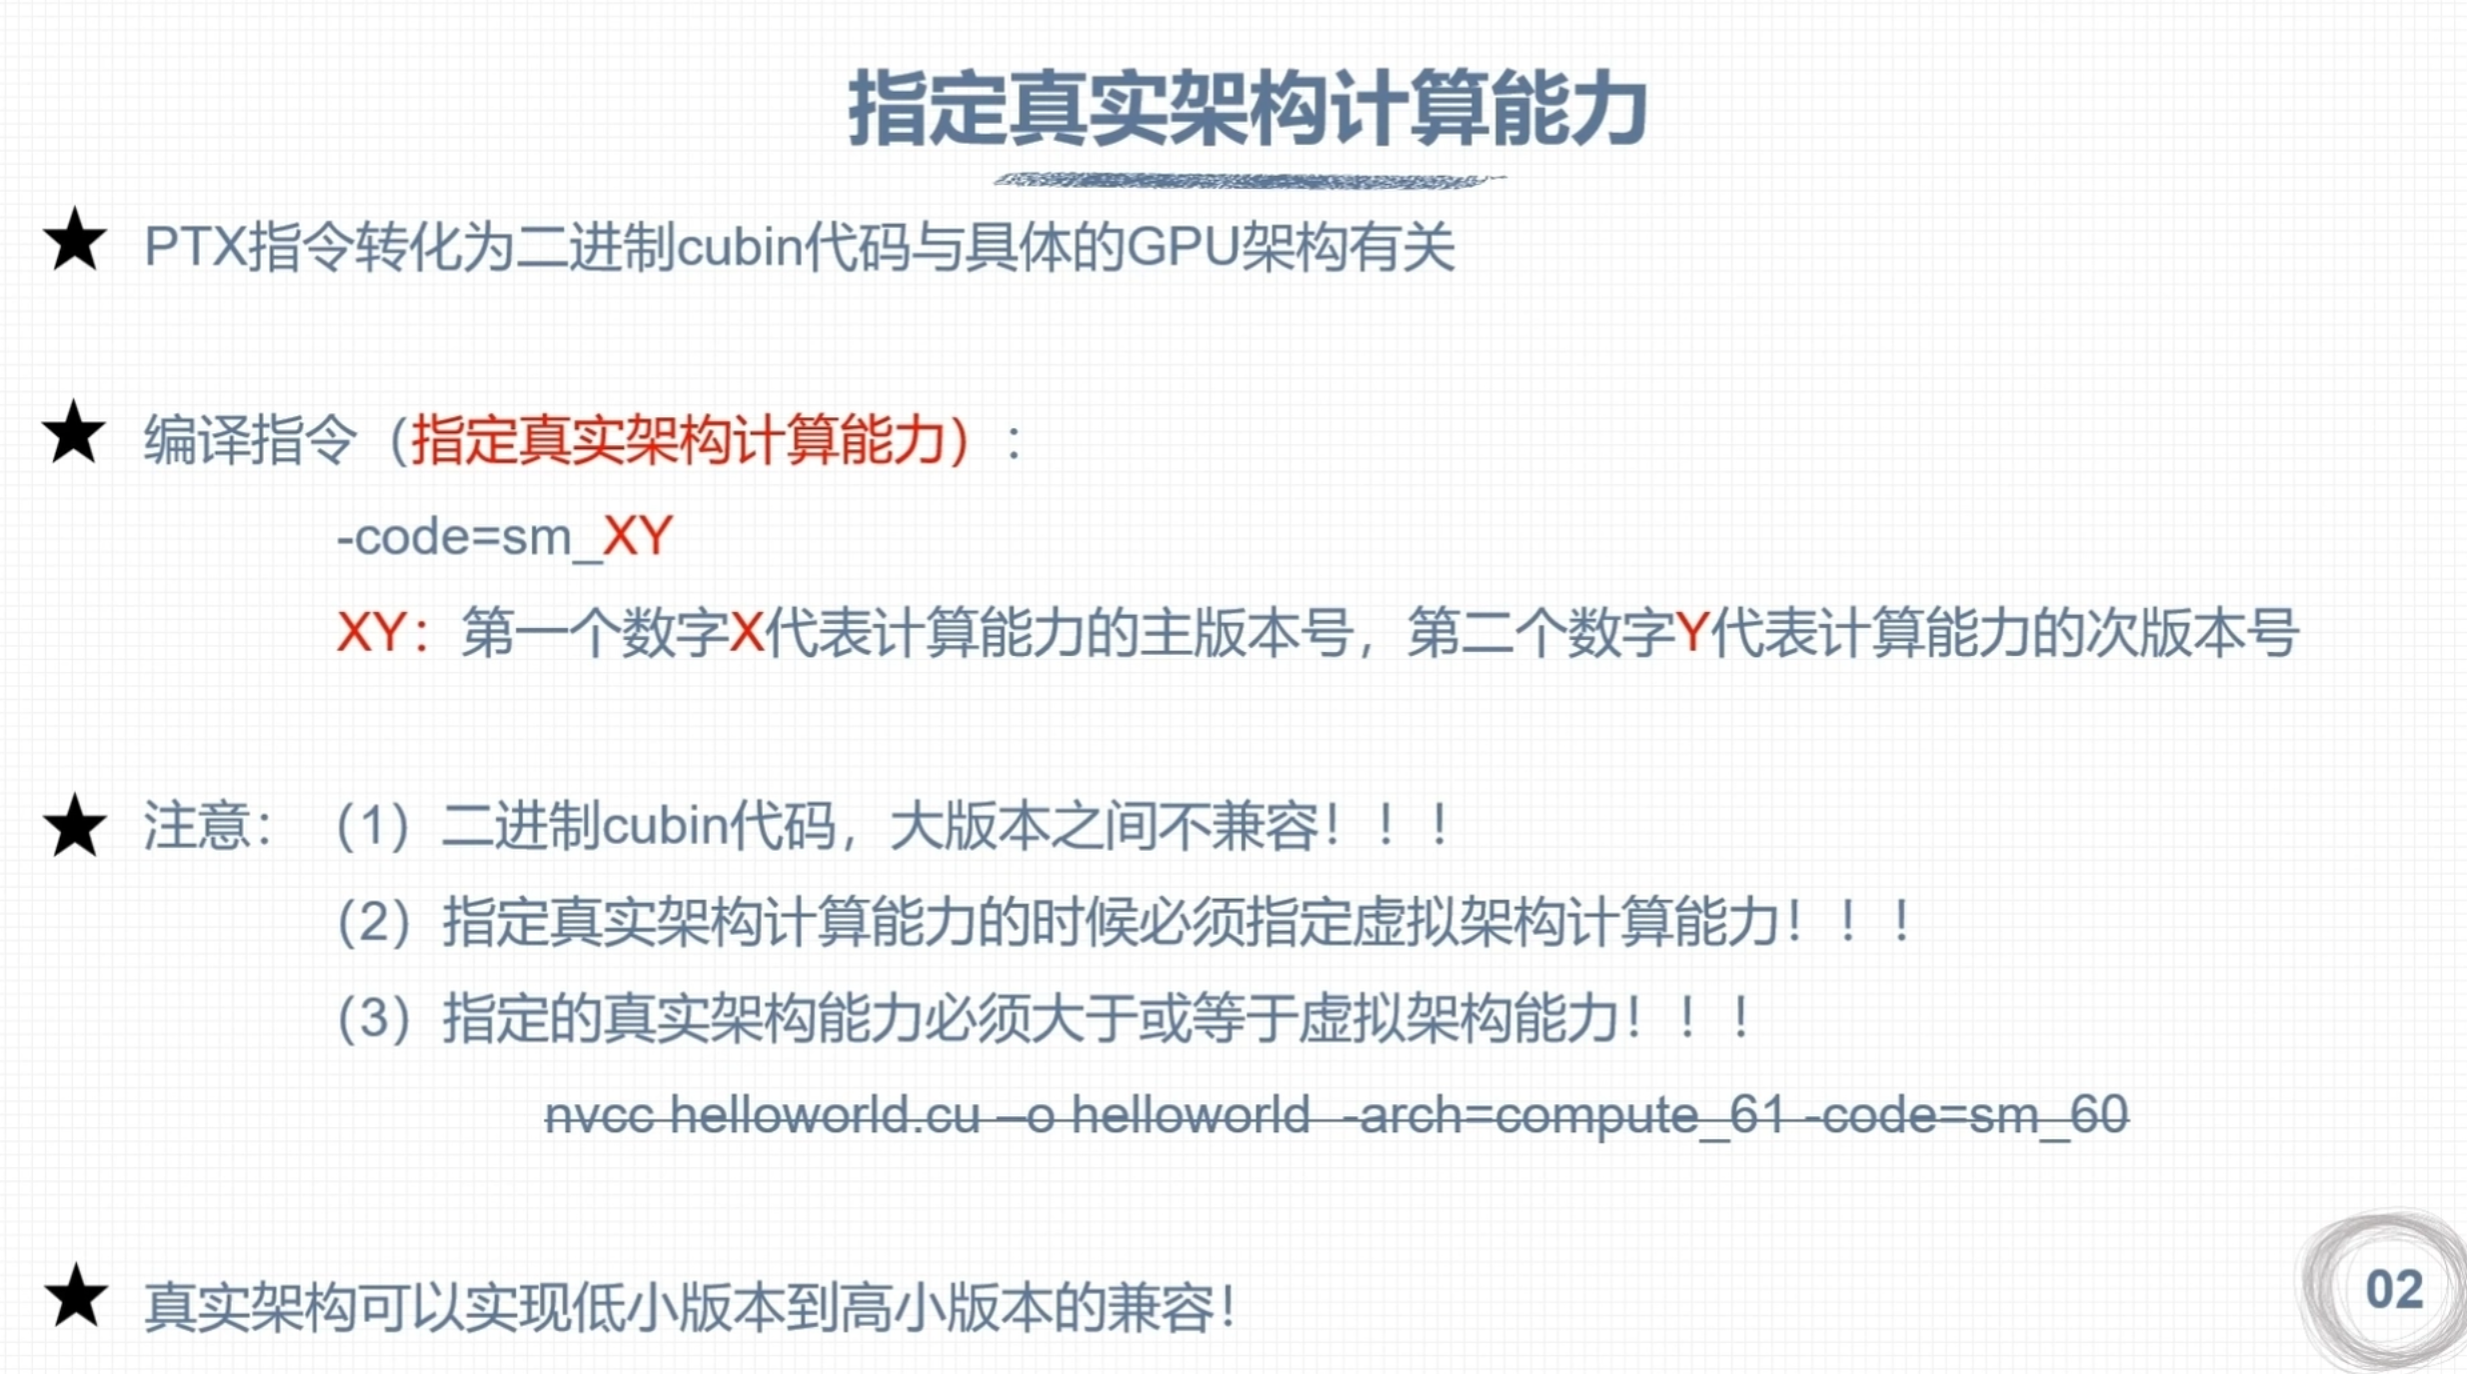 指定真实架构计算能力
★ PTX指令转化为二进制cubin代码与具体的GPU架构有关
★ 编译指令（指定真实架构计算能力）：
-code=sm_XY
XY：第一个数字X代表计算能力的主版本号，第二个数字Y代表计算能力的次版本号
★ 注意：（1）二进制cubin代码，大版本之间不兼容！！！
（2）指定真实架构计算能力的时候必须指定虚拟架构计算能力！！！
（3）指定的真实架构能力必须大于或等于虚拟架构能力！！！
nvcc helloworld.cu –o helloworld -arch=compute_61 -code=sm_60
★ 真实架构可以实现低小版本到高小版本的兼容！
02